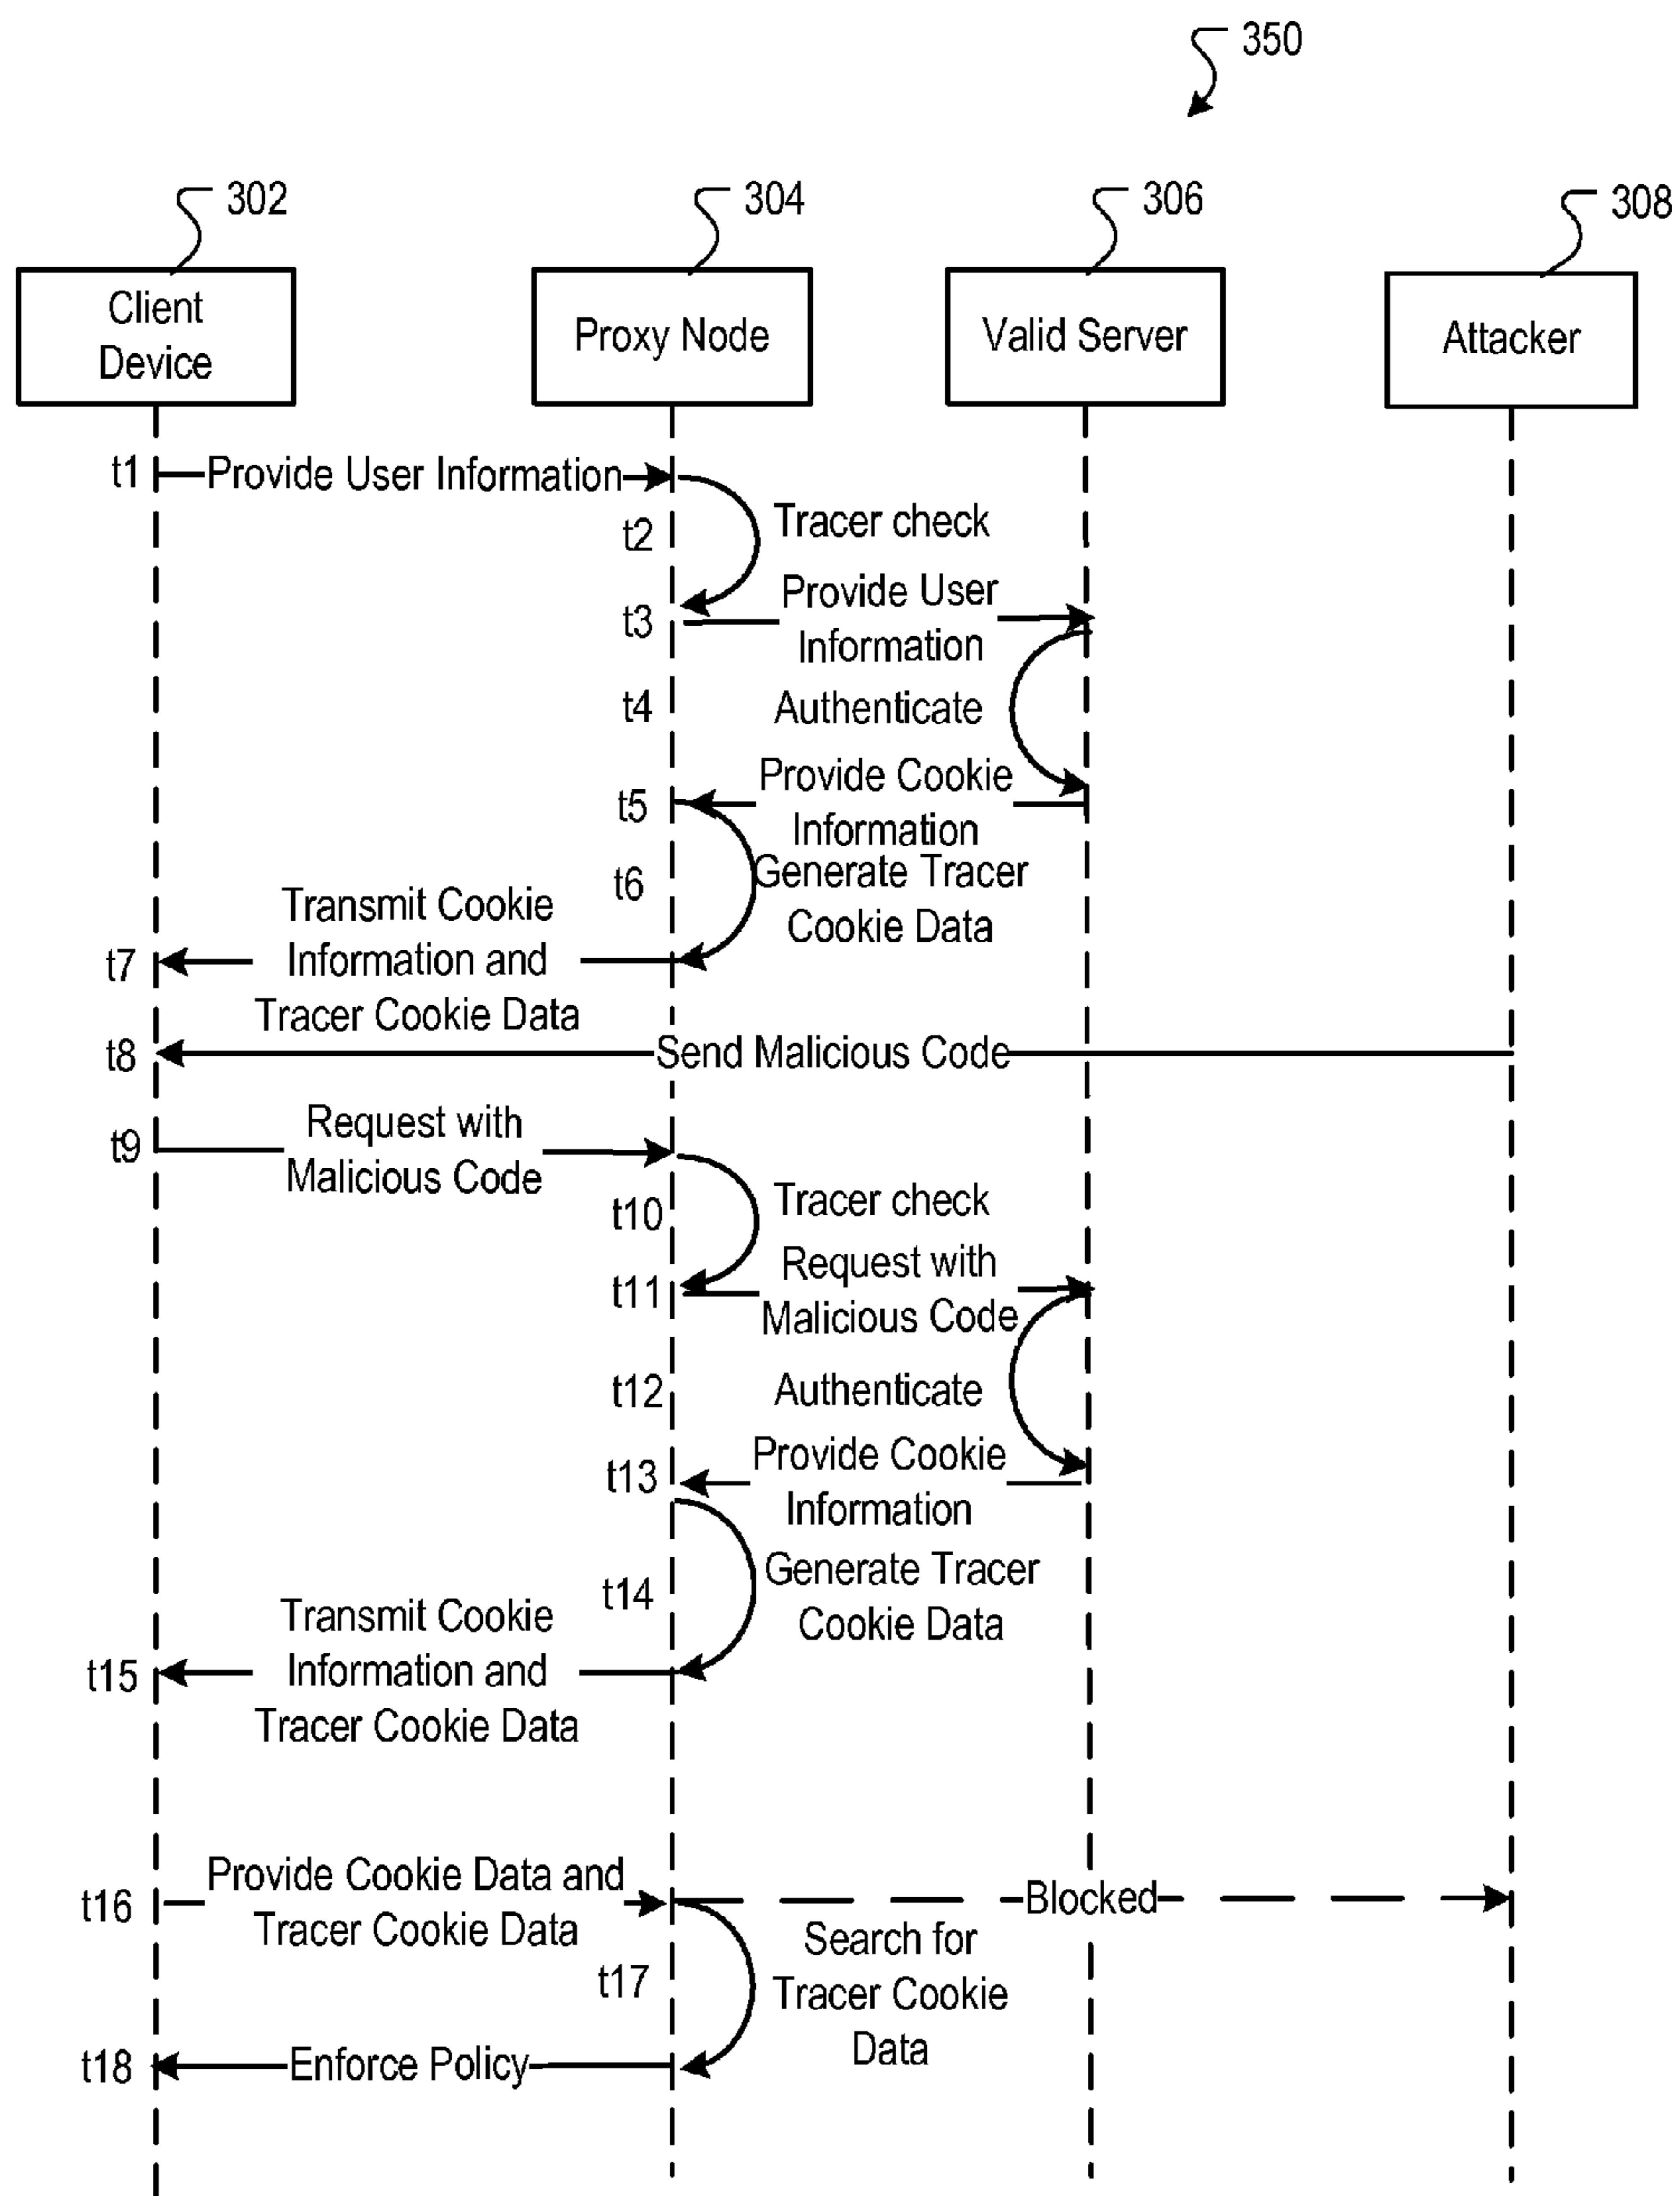 350
302
304
306
308
Client
Device
Proxy Node
Valid Server
Attacker
t1
Provide User Information
t2
Tracer check
t3
Provide User
Information
t4
Authenticate
t5
Provide Cookie
Information
t6
Generate Tracer
Cookie Data
t7
Transmit Cookie
Information and
Tracer Cookie Data
t8
Send Malicious Code
t9
Request with
Malicious Code
t10
Tracer check
t11
Request with
Malicious Code
t12
Authenticate
t13
Provide Cookie
Information
t14
Generate Tracer
Cookie Data
t15
Transmit Cookie
Information and
Tracer Cookie Data
t16
Provide Cookie Data and
Tracer Cookie Data
Blocked
t17
Search for
Tracer Cookie
Data
t18
Enforce Policy